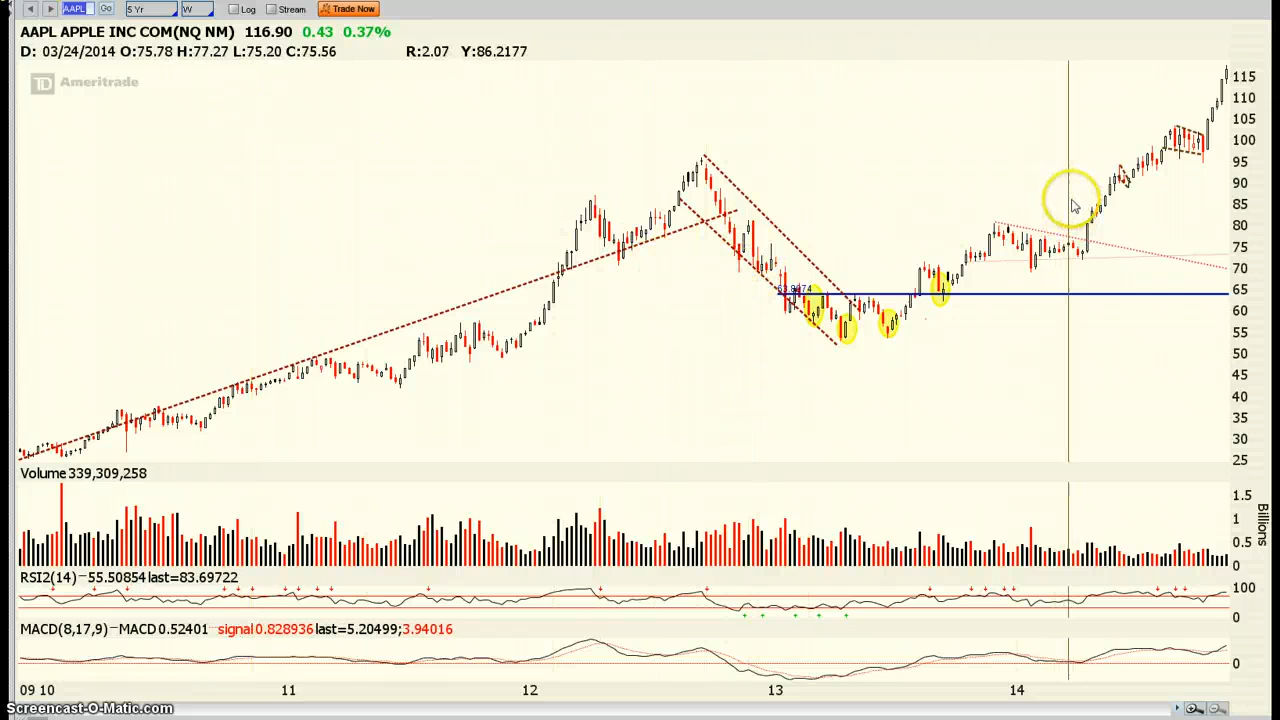 AAPL Go 5 Yr W Log Stream Trade Now
AAPL APPLE INC COM(NQ NM) 116.90 0.43 0.37%
D: 03/24/2014 O:75.78 H:77.27 L:75.20 C:75.56 R:2.07 Y:86.2177
TD Ameritrade
115
110
105
100
95
90
85
80
75
70
65
60
55
50
45
40
35
30
25
Volume 339,309,258
1.5
1
0.5
0
Billions
RSI2(14) 55.50854 last=83.69722
100
0
MACD(8,17,9) MACD 0.52401 signal 0.828936 last=5.20499;3.94016
0
09 10 11 12 13 14
Screencast-O-Matic.com